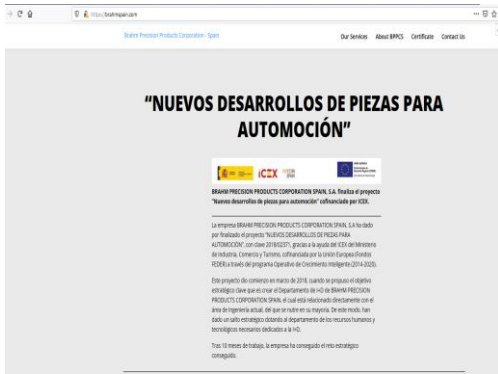 https://brahmspain.com
Brahm Precision Products Corporation - Spain
Our Services About BPPCS Certificate Contact Us
“NUEVOS DESARROLLOS DE PIEZAS PARA
AUTOMOCIÓN”
ICEX
BRAHM PRECISION PRODUCTS CORPORATION SPAIN, S.A. finaliza el proyecto
“Nuevos desarrollos de piezas para automoción” cofinanciado por ICEX.
La empresa BRAHM PRECISION PRODUCTS CORPORATION SPAIN, S.A ha dado
por finalizado el proyecto “NUEVOS DESARROLLOS DE PIEZAS PARA
AUTOMOCIÓN”, con clave 201802371, gracias a la ayuda del ICEX del Ministerio
de Industria, Comercio y Turismo, cofinanciada por la Unión Europea (Fondos
FEDER) a través del programa Operativo de Crecimiento Inteligente (2014-2020).
Este proyecto dio comienzo en marzo de 2018, cuando se propuso el objetivo
estratégico clave que es crear el Departamento de I+D de BRAHM PRECISION
PRODUCTS CORPORATION SPAIN, el cual está relacionado directamente con el
área de ingeniería actual, del que se nutre en su mayoría. De este modo, han
dado un salto estratégico dotando al departamento de los recursos humanos y
tecnológicos necesarios dedicados a la I+D.
Tras 10 meses de trabajo, la empresa ha conseguido el reto estratégico
conseguido.